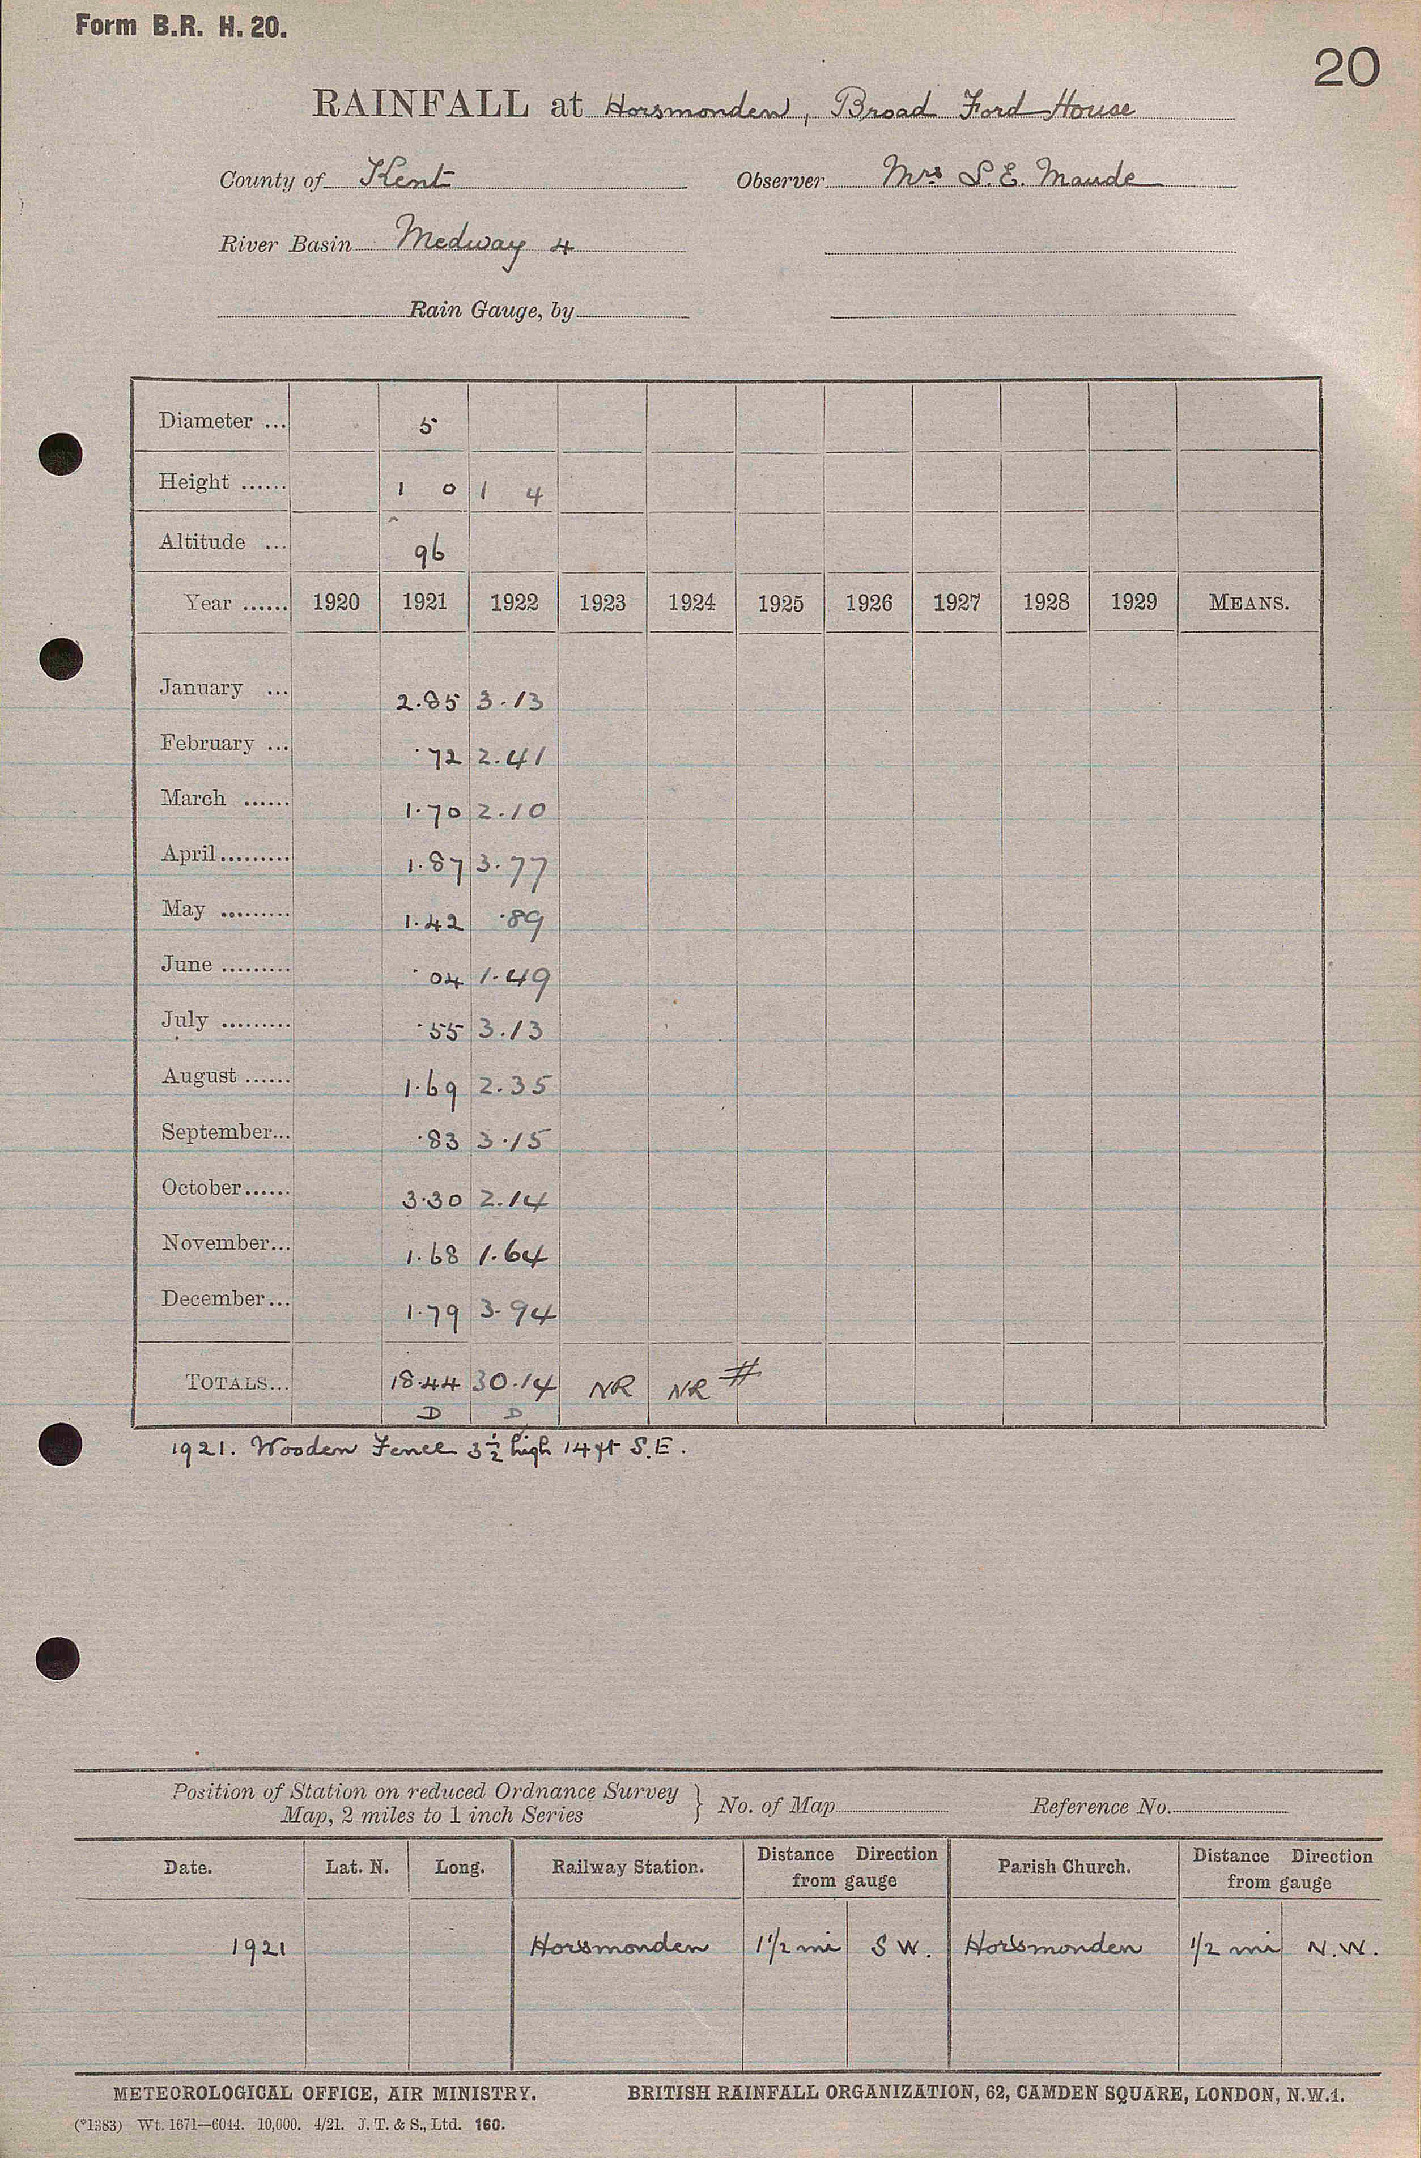 Form B.R. H. 20.
20
RAINFALL at Horsmonden, Broad Ford House
County of Kent Observer Mrs S.E. Maude
River Basin Medway 4
Rain Gauge, by
Diameter ... 5
Height ...... 1 0 1 4
Altitude ... 96
Year ...... 1920 1921 1922 1923 1924 1925 1926 1927 1928 1929 MEANS.
January ... 2.85 3.13
February ... .72 2.41
March ...... 1.70 2.10
April......... 1.87 3.77
May ......... 1.42 .89
June ......... .04 1.49
July ......... .55 3.13
August ...... 1.69 2.35
September... .83 3.15
October...... 3.30 2.14
November... 1.68 1.64
December... 1.79 3.94
TOTALS... 18.44 30.14 NR NR #
D D
1921. Wooden Fence 3½ high 14 ft S.E.
Position of Station on reduced Ordnance Survey
Map, 2 miles to 1 inch Series } No. of Map Reference No.
Date. Lat. N. Long. Railway Station. Distance Direction from gauge Parish Church. Distance Direction from gauge
1921 Horsmonden 1½ mi S W. Horsmonden ½ mi N.W.
METEOROLOGICAL OFFICE, AIR MINISTRY. BRITISH RAINFALL ORGANIZATION, 62, CAMDEN SQUARE, LONDON, N.W.1.
(*1383) Wt. 1671—6044. 10,000. 4/21. J. T. & S., Ltd. 160.